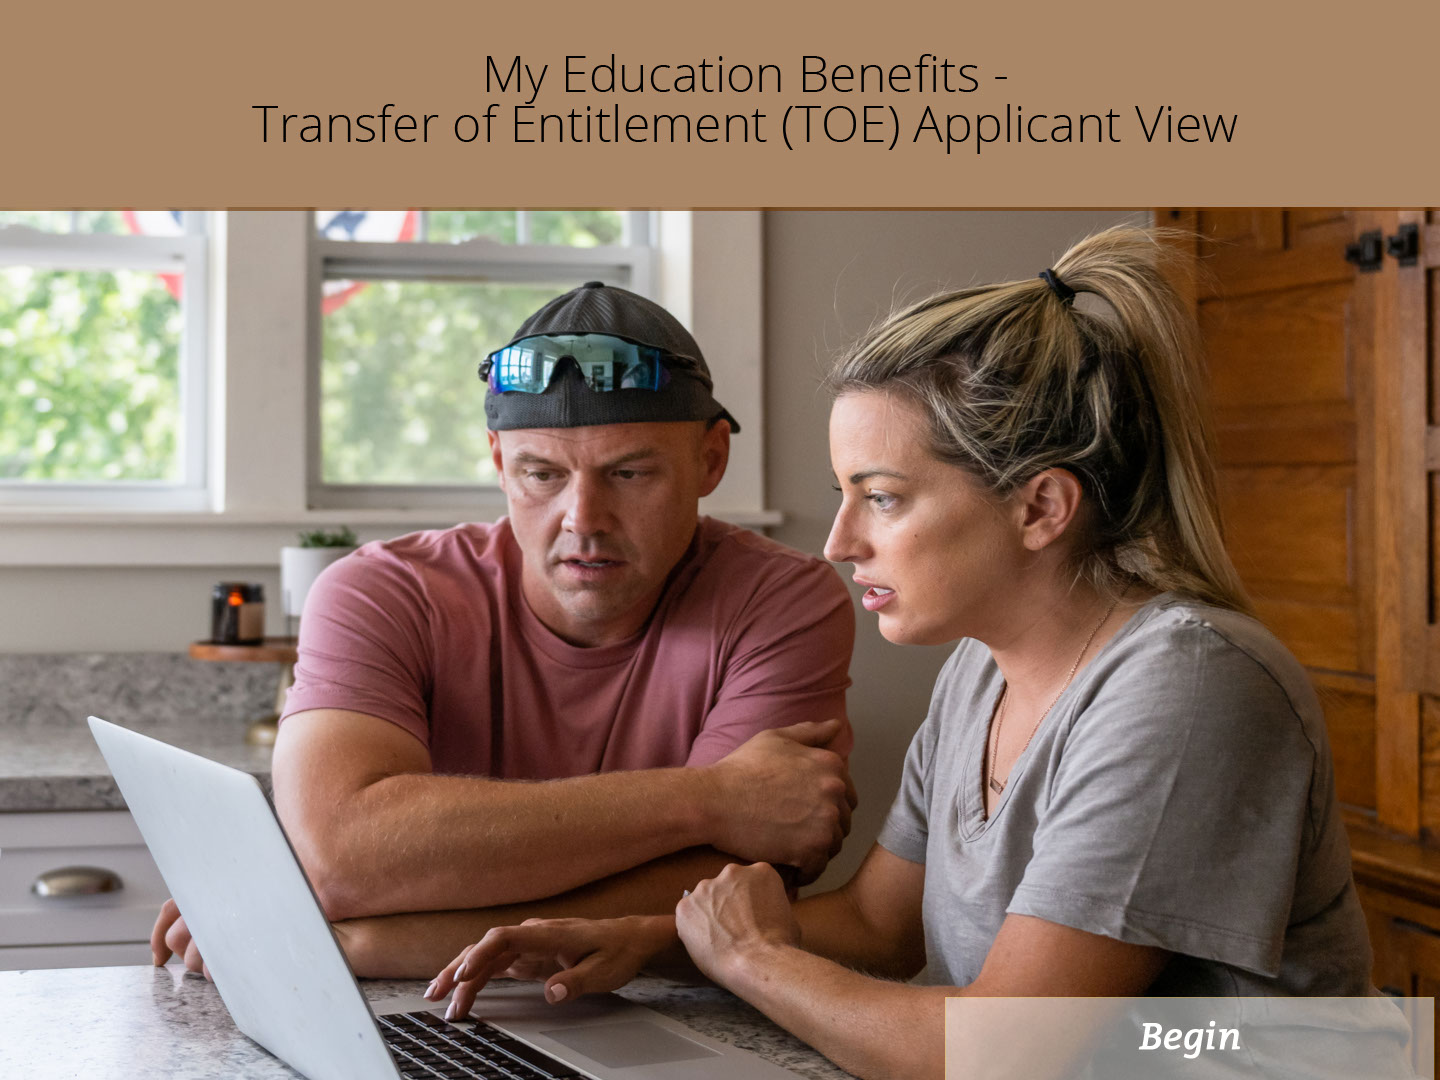 My Education Benefits -
Transfer of Entitlement (TOE) Applicant View
Begin